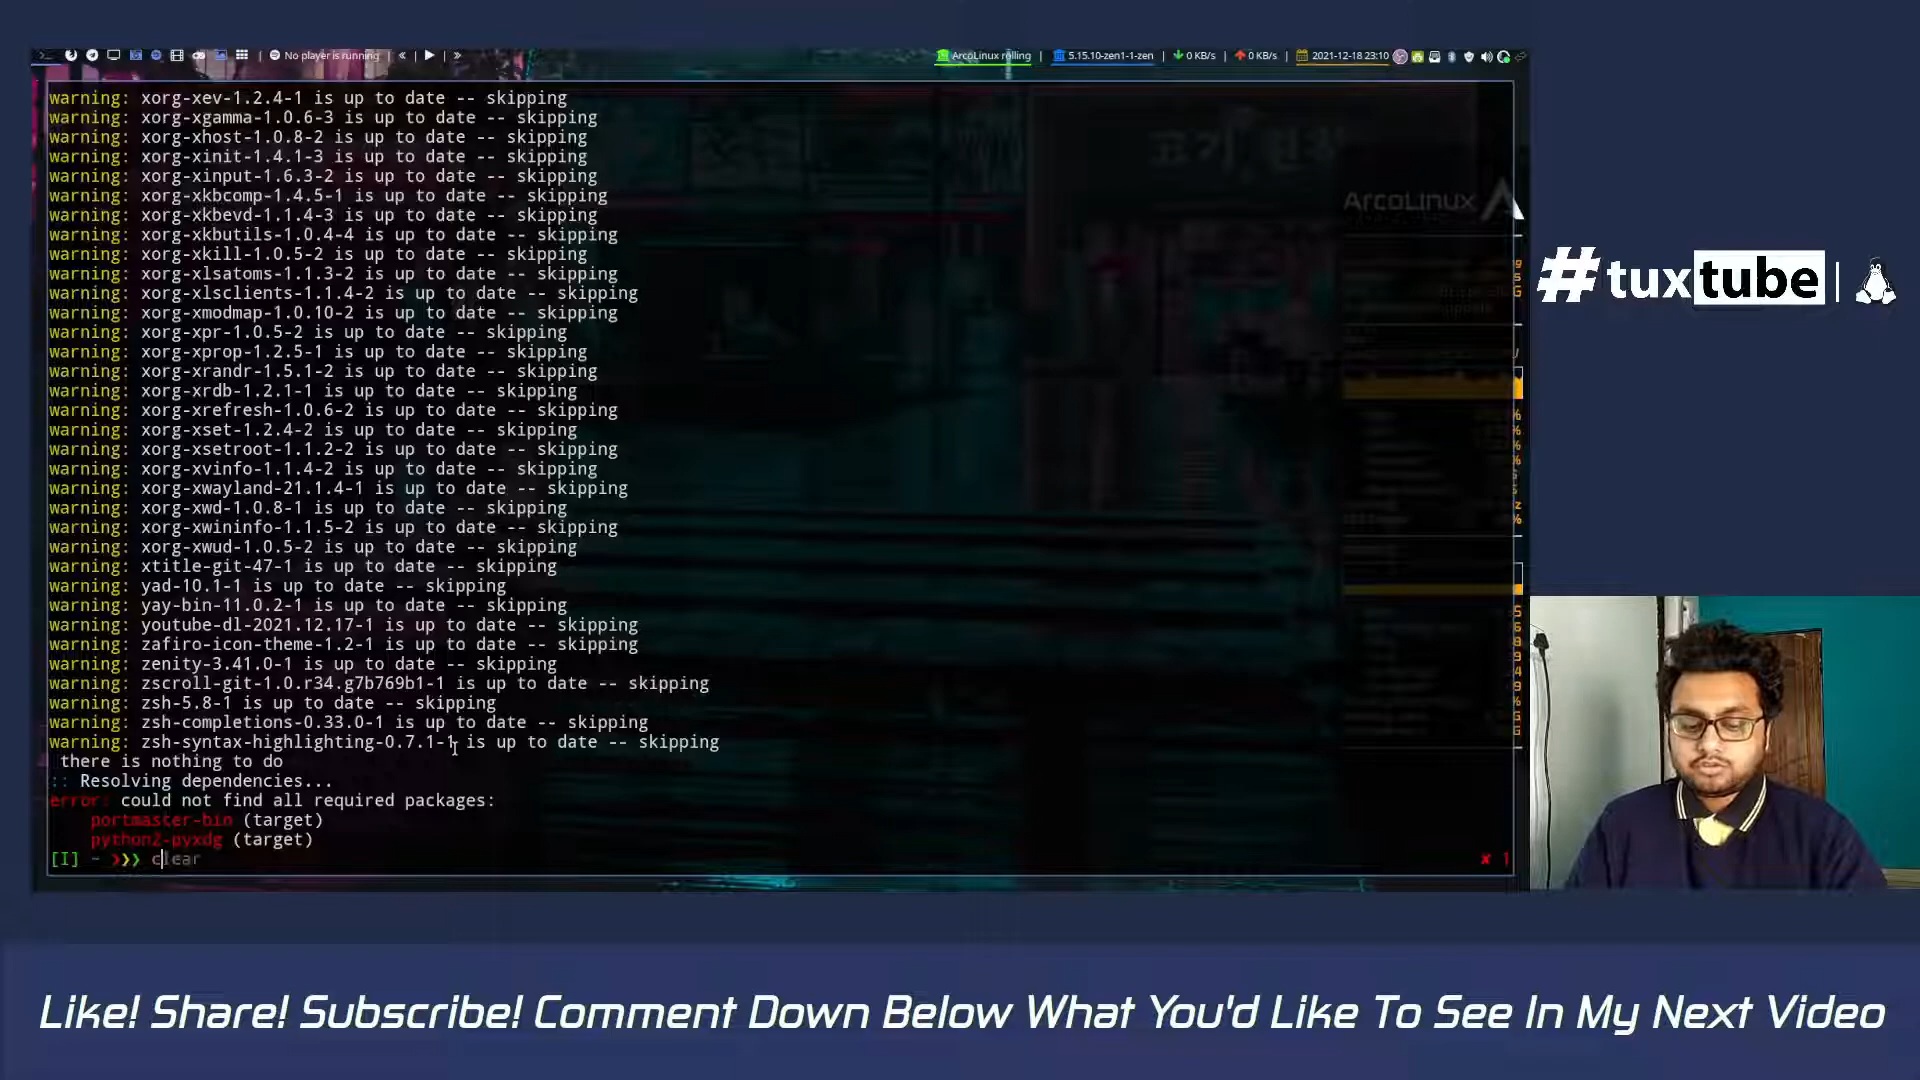 No player is running
ArcoLinux rolling | 5.15.10-zen1-1-zen | 0 KB/s | 0 KB/s | 2021-12-18 23:10
warning: xorg-xev-1.2.4-1 is up to date -- skipping
warning: xorg-xgamma-1.0.6-3 is up to date -- skipping
warning: xorg-xhost-1.0.8-2 is up to date -- skipping
warning: xorg-xinit-1.4.1-3 is up to date -- skipping
warning: xorg-xinput-1.6.3-2 is up to date -- skipping
warning: xorg-xkbcomp-1.4.5-1 is up to date -- skipping
warning: xorg-xkbevd-1.1.4-3 is up to date -- skipping
warning: xorg-xkbutils-1.0.4-4 is up to date -- skipping
warning: xorg-xkill-1.0.5-2 is up to date -- skipping
warning: xorg-xlsatoms-1.1.3-2 is up to date -- skipping
warning: xorg-xlsclients-1.1.4-2 is up to date -- skipping
warning: xorg-xmodmap-1.0.10-2 is up to date -- skipping
warning: xorg-xpr-1.0.5-2 is up to date -- skipping
warning: xorg-xprop-1.2.5-1 is up to date -- skipping
warning: xorg-xrandr-1.5.1-2 is up to date -- skipping
warning: xorg-xrdb-1.2.1-1 is up to date -- skipping
warning: xorg-xrefresh-1.0.6-2 is up to date -- skipping
warning: xorg-xset-1.2.4-2 is up to date -- skipping
warning: xorg-xsetroot-1.1.2-2 is up to date -- skipping
warning: xorg-xvinfo-1.1.4-2 is up to date -- skipping
warning: xorg-xwayland-21.1.4-1 is up to date -- skipping
warning: xorg-xwd-1.0.8-1 is up to date -- skipping
warning: xorg-xwininfo-1.1.5-2 is up to date -- skipping
warning: xorg-xwud-1.0.5-2 is up to date -- skipping
warning: xtitle-git-47-1 is up to date -- skipping
warning: yad-10.1-1 is up to date -- skipping
warning: yay-bin-11.0.2-1 is up to date -- skipping
warning: youtube-dl-2021.12.17-1 is up to date -- skipping
warning: zafiro-icon-theme-1.2-1 is up to date -- skipping
warning: zenity-3.41.0-1 is up to date -- skipping
warning: zscroll-git-1.0.r34.g7b769b1-1 is up to date -- skipping
warning: zsh-5.8-1 is up to date -- skipping
warning: zsh-completions-0.33.0-1 is up to date -- skipping
warning: zsh-syntax-highlighting-0.7.1-1 is up to date -- skipping
there is nothing to do
:: Resolving dependencies...
error: could not find all required packages:
portmaster-bin (target)
python2-pyxdg (target)
[I] ~ ❯❯❯ clear
✘ 1
ArcoLinux
#tuxtube
Like! Share! Subscribe! Comment Down Below What You'd Like To See In My Next Video